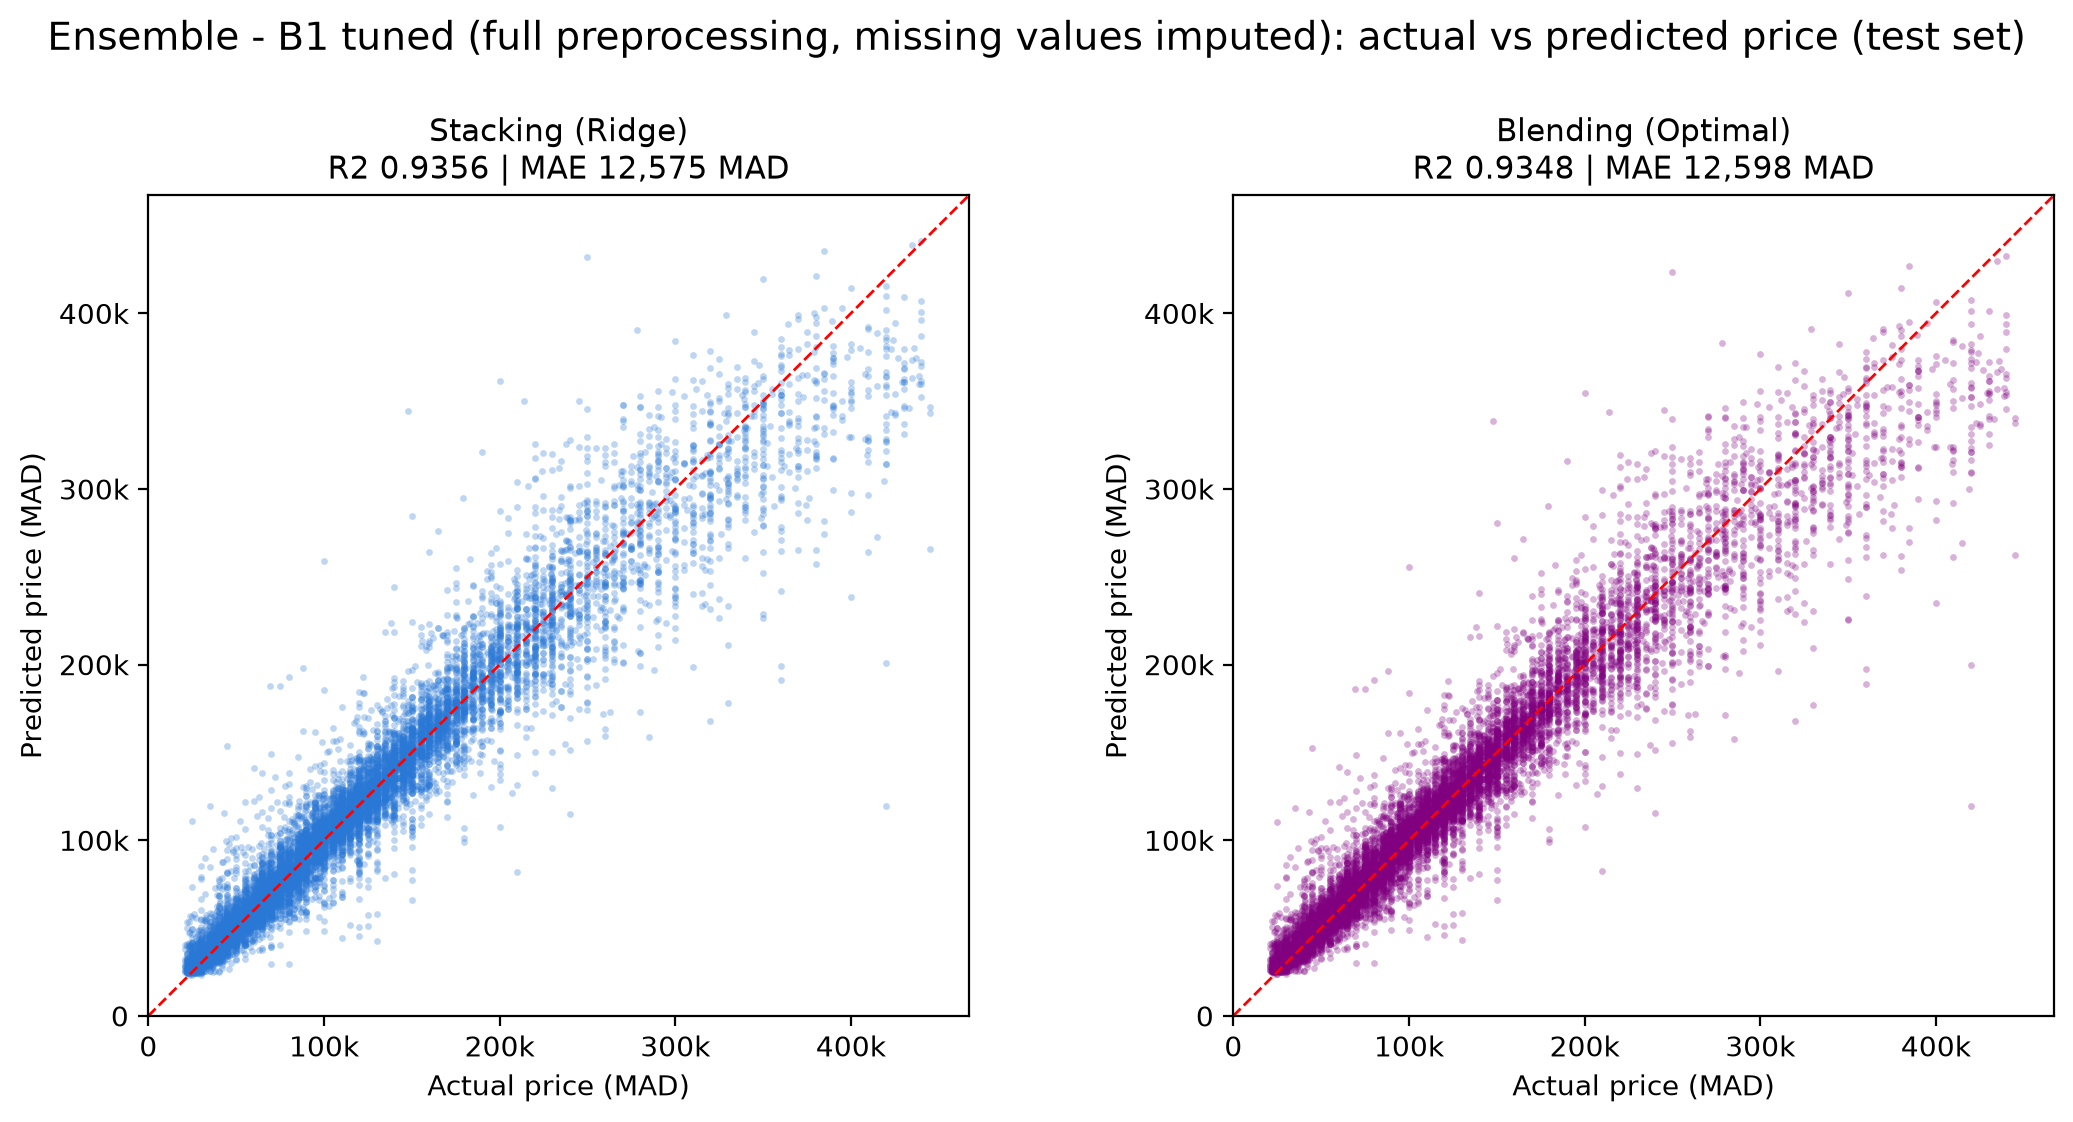 Ensemble - B1 tuned (full preprocessing, missing values imputed): actual vs predicted price (test set)
Stacking (Ridge)
R2 0.9356 | MAE 12,575 MAD
Predicted price (MAD)
400k
300k
200k
100k
0
0 100k 200k 300k 400k
Actual price (MAD)
Blending (Optimal)
R2 0.9348 | MAE 12,598 MAD
Predicted price (MAD)
400k
300k
200k
100k
0
0 100k 200k 300k 400k
Actual price (MAD)